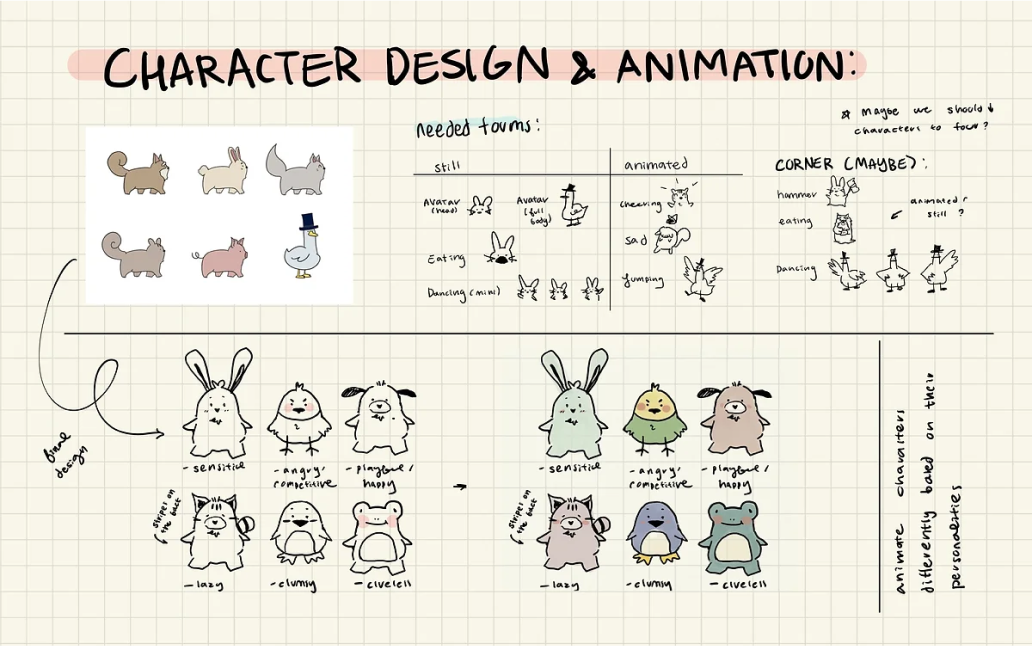 CHARACTER DESIGN & ANIMATION:
needed forms:
still
animated
Avatar
(head)
Avatar
(full
body)
Eating
Dancing (mini)
cheering
sad
Jumping
* Maybe we should ↓
characters to four?
CORNER (MAYBE):
hammer
eating
Dancing
animated/
still ?
final
design
- sensitive
- angry/
competitive
- playful/
happy
stripes on
the back
- lazy
- clumsy
→
- sensitive
- angry/
competitive
- playful/
happy
stripes on
the back
- lazy
- clumsy
animate characters
differently based on their
personalities